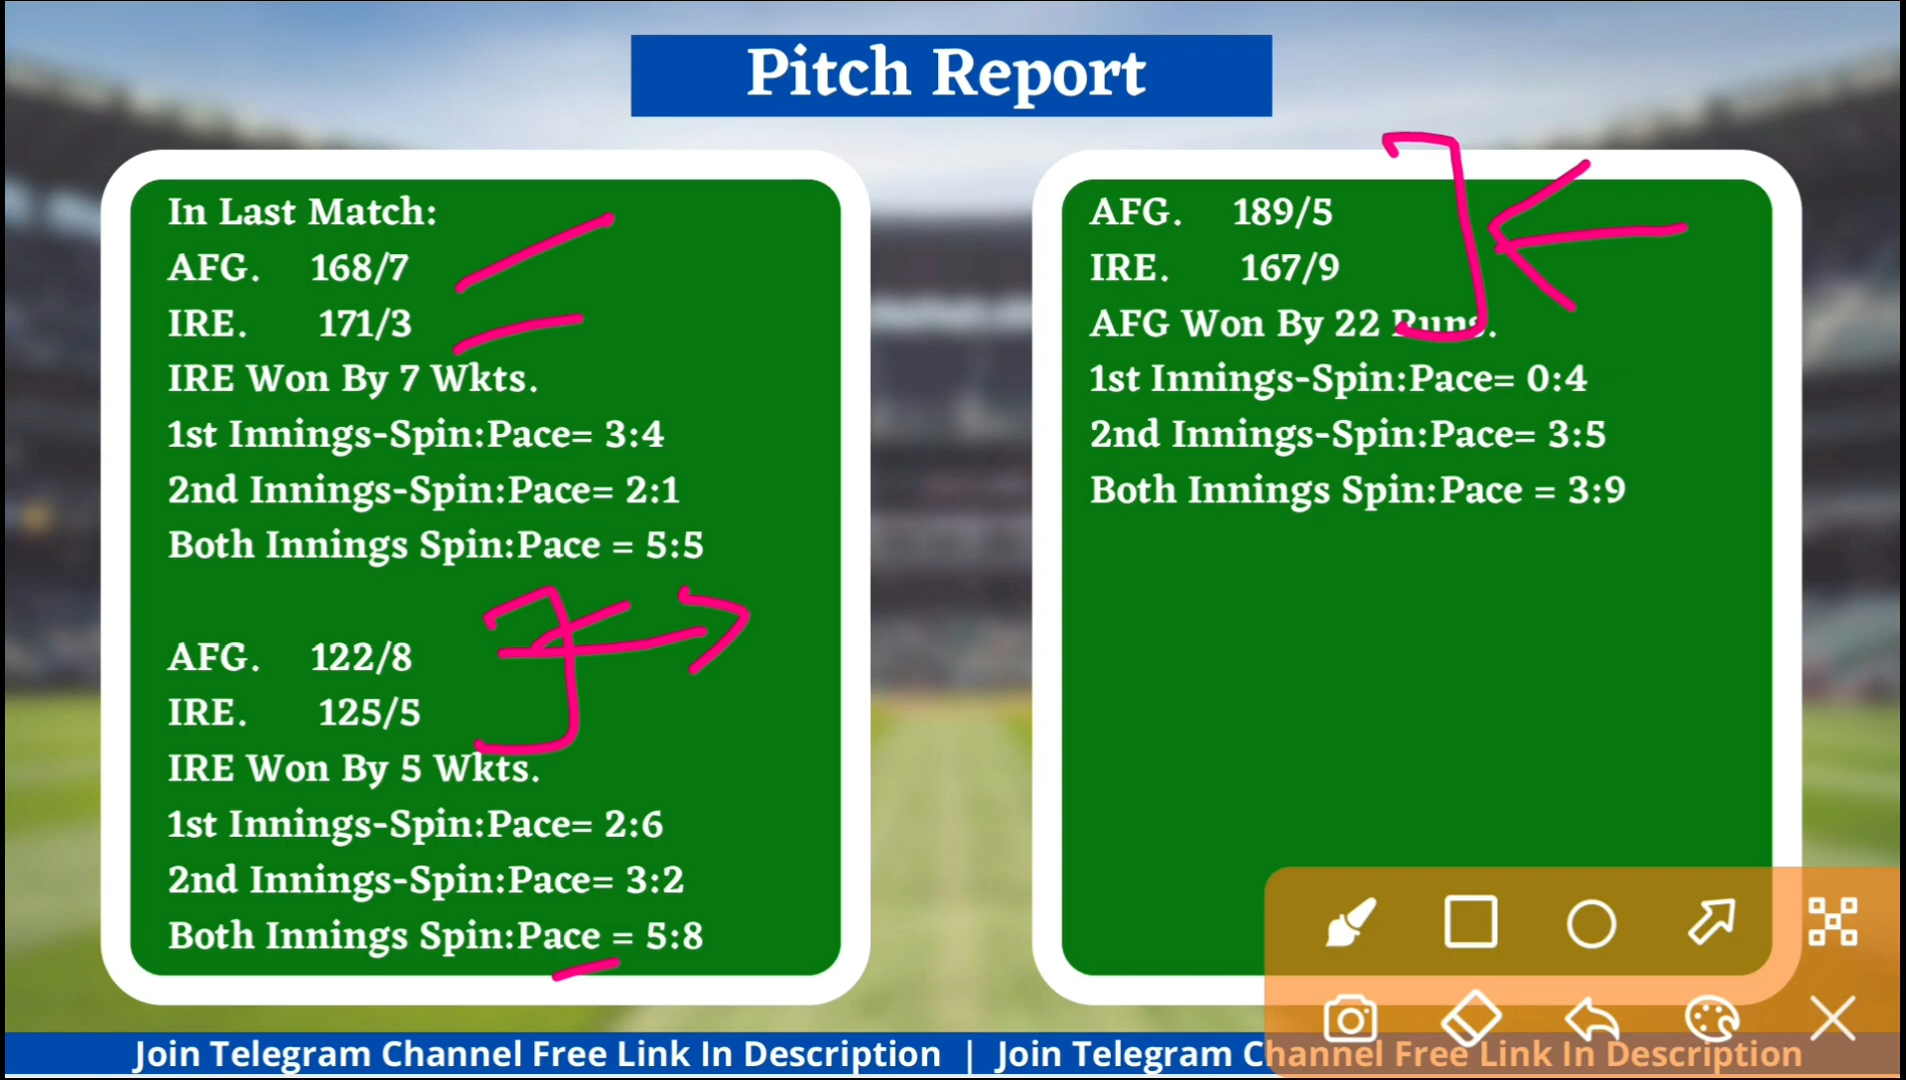 Pitch Report
In Last Match:
AFG. 168/7
IRE. 171/3
IRE Won By 7 Wkts.
1st Innings-Spin:Pace= 3:4
2nd Innings-Spin:Pace= 2:1
Both Innings Spin:Pace = 5:5
AFG. 122/8
IRE. 125/5
IRE Won By 5 Wkts.
1st Innings-Spin:Pace= 2:6
2nd Innings-Spin:Pace= 3:2
Both Innings Spin:Pace = 5:8
AFG. 189/5
IRE. 167/9
AFG Won By 22 Runs.
1st Innings-Spin:Pace= 0:4
2nd Innings-Spin:Pace= 3:5
Both Innings Spin:Pace = 3:9
Join Telegram Channel Free Link In Description | Join Telegram Channel Free Link In Description